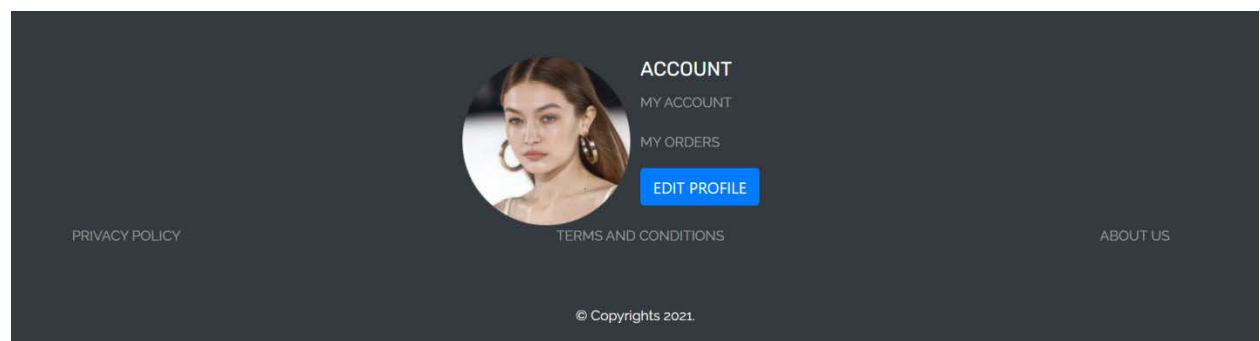 ACCOUNT
MY ACCOUNT
MY ORDERS
EDIT PROFILE
PRIVACY POLICY
TERMS AND CONDITIONS
ABOUT US
© Copyrights 2021.